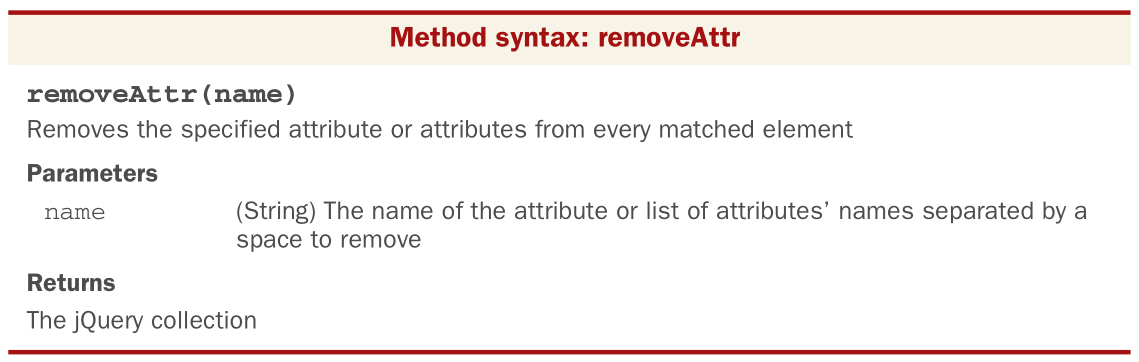 Method syntax: removeAttr
removeAttr(name)
Removes the specified attribute or attributes from every matched element
Parameters
name (String) The name of the attribute or list of attributes’ names separated by a
space to remove
Returns
The jQuery collection